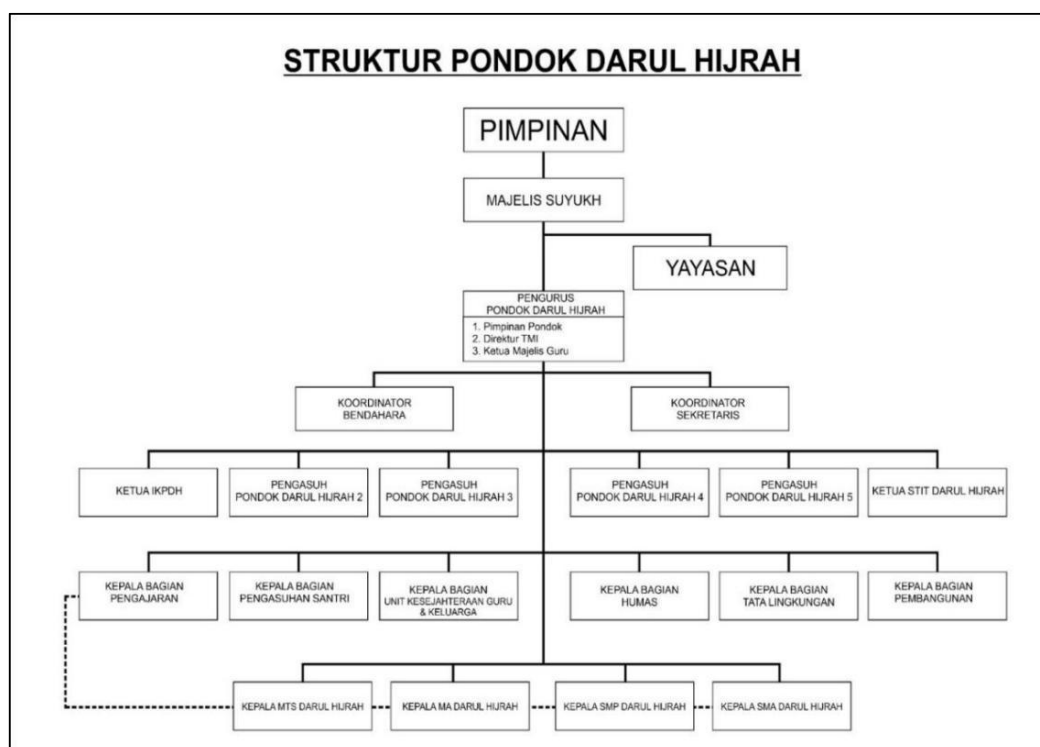 STRUKTUR PONDOK DARUL HIJRAH
PIMPINAN
MAJELIS SUYUKH
YAYASAN
PENGURUS
PONDOK DARUL HIJRAH
1. Pimpinan Pondok
2. Direktur TMI
3. Ketua Majelis Guru
KOORDINATOR
BENDAHARA
KOORDINATOR
SEKRETARIS
KETUA IKPDH
PENGASUH
PONDOK DARUL HIJRAH 2
PENGASUH
PONDOK DARUL HIJRAH 3
PENGASUH
PONDOK DARUL HIJRAH 4
PENGASUH
PONDOK DARUL HIJRAH 5
KETUA STIT DARUL HIJRAH
KEPALA BAGIAN
PENGAJARAN
KEPALA BAGIAN
PENGASUHAN SANTRI
KEPALA BAGIAN
UNIT KESEJAHTERAAN GURU
& KELUARGA
KEPALA BAGIAN
HUMAS
KEPALA BAGIAN
TATA LINGKUNGAN
KEPALA BAGIAN
PEMBANGUNAN
KEPALA MTS DARUL HIJRAH
KEPALA MA DARUL HIJRAH
KEPALA SMP DARUL HIJRAH
KEPALA SMA DARUL HIJRAH